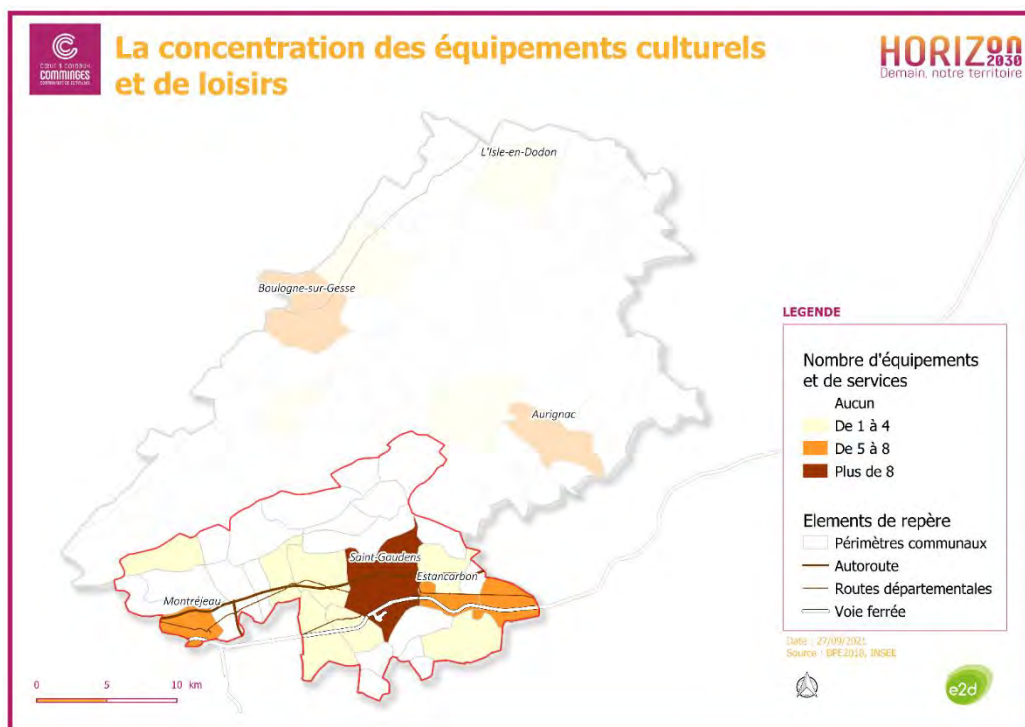 La concentration des équipements culturels
et de loisirs
CŒUR & COTEAUX
COMMINGES
HORIZON
2030
Demain, notre territoire
L'Isle-en-Dodon
Boulogne-sur-Gesse
Aurignac
Saint-Gaudens
Estancarbon
Montréjeau
LEGENDE
Nombre d'équipements
et de services
Aucun
De 1 à 4
De 5 à 8
Plus de 8
Elements de repère
Périmètres communaux
Autoroute
Routes départementales
Voie ferrée
Date : 27/09/2021
Source : BPE2018, INSEE
0 5 10 km
e2d